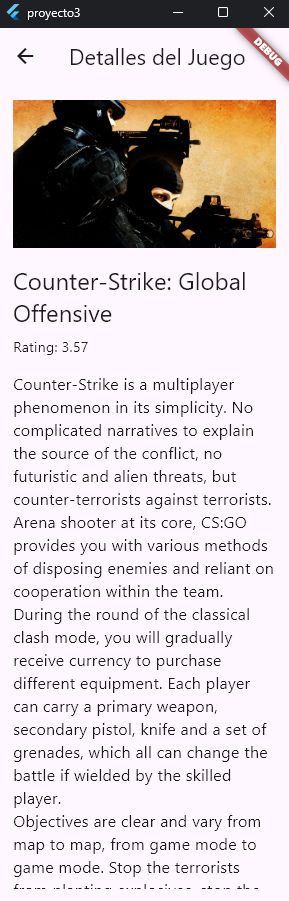 proyecto3
DEBUG
Detalles del Juego
Counter-Strike: Global
Offensive
Rating: 3.57
Counter-Strike is a multiplayer
phenomenon in its simplicity. No
complicated narratives to explain
the source of the conflict, no
futuristic and alien threats, but
counter-terrorists against terrorists.
Arena shooter at its core, CS:GO
provides you with various methods
of disposing enemies and reliant on
cooperation within the team.
During the round of the classical
clash mode, you will gradually
receive currency to purchase
different equipment. Each player
can carry a primary weapon,
secondary pistol, knife and a set of
grenades, which all can change the
battle if wielded by the skilled
player.
Objectives are clear and vary from
map to map, from game mode to
game mode. Stop the terrorists
from planting explosives, stop the